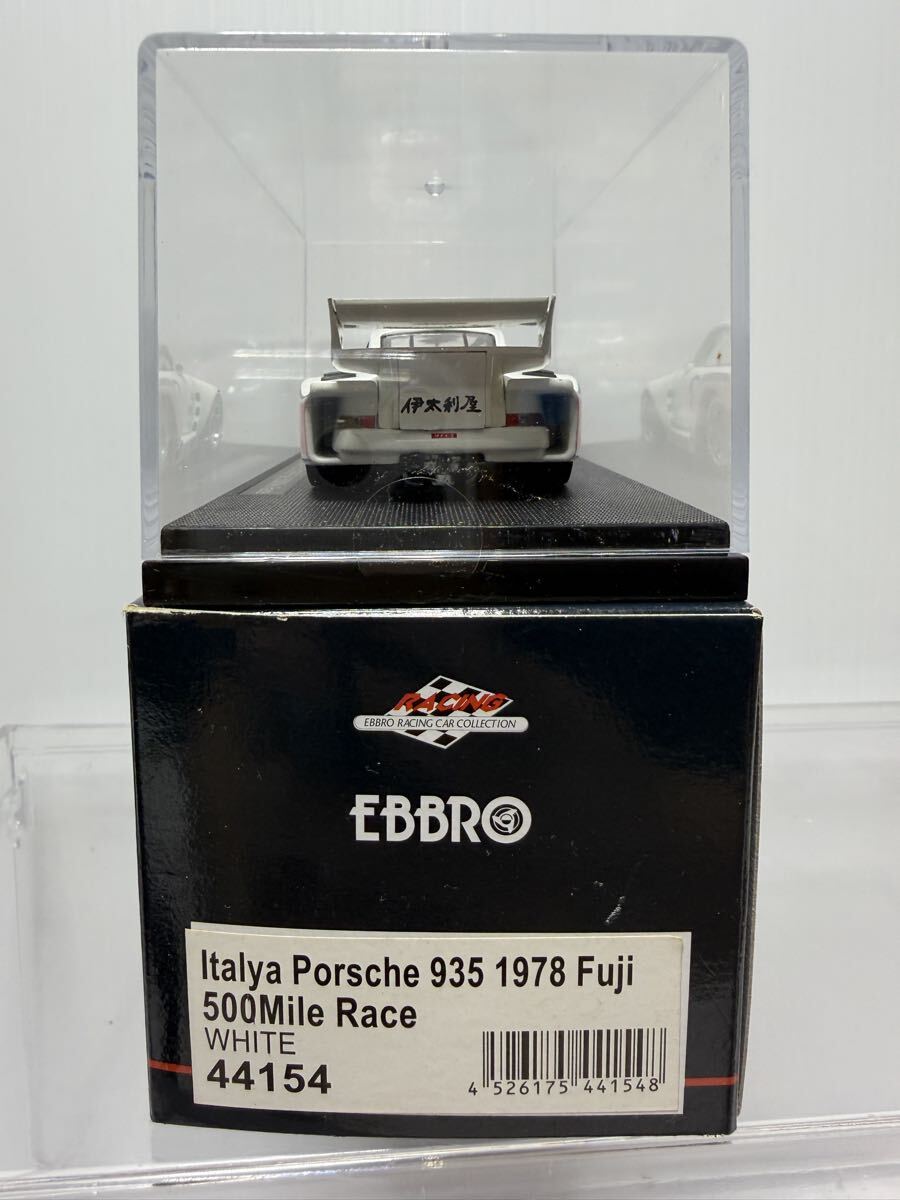 伊太利屋
RACING
EBBRO RACING CAR COLLECTION
EBBRO
Italya Porsche 935 1978 Fuji
500Mile Race
WHITE
44154
4 526175 441548